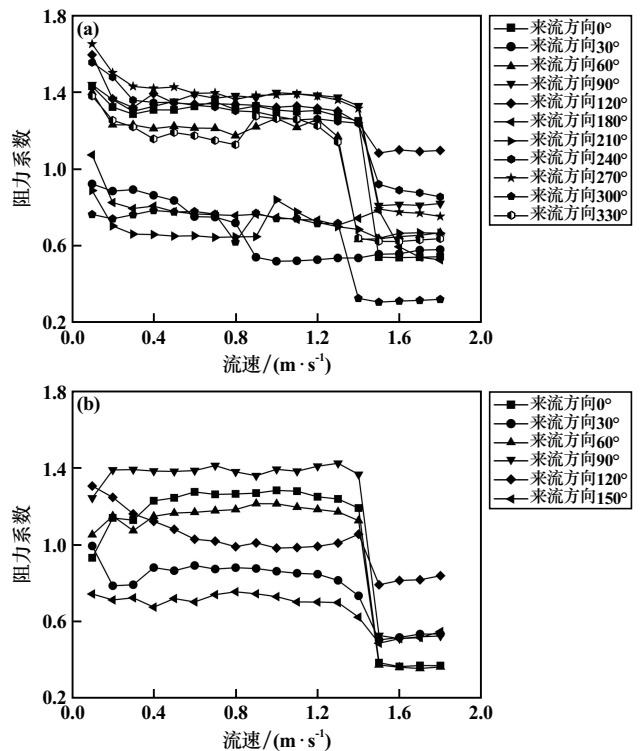 (a)
1.8
1.4
1.0
0.6
0.2
阻力系数
0.0
0.4
0.8
1.2
1.6
2.0
流速/(m·s⁻¹)
来流方向0°
来流方向30°
来流方向60°
来流方向90°
来流方向120°
来流方向180°
来流方向210°
来流方向240°
来流方向270°
来流方向300°
来流方向330°
(b)
1.8
1.4
1.0
0.6
0.2
阻力系数
0.0
0.4
0.8
1.2
1.6
2.0
流速/(m·s⁻¹)
来流方向0°
来流方向30°
来流方向60°
来流方向90°
来流方向120°
来流方向150°